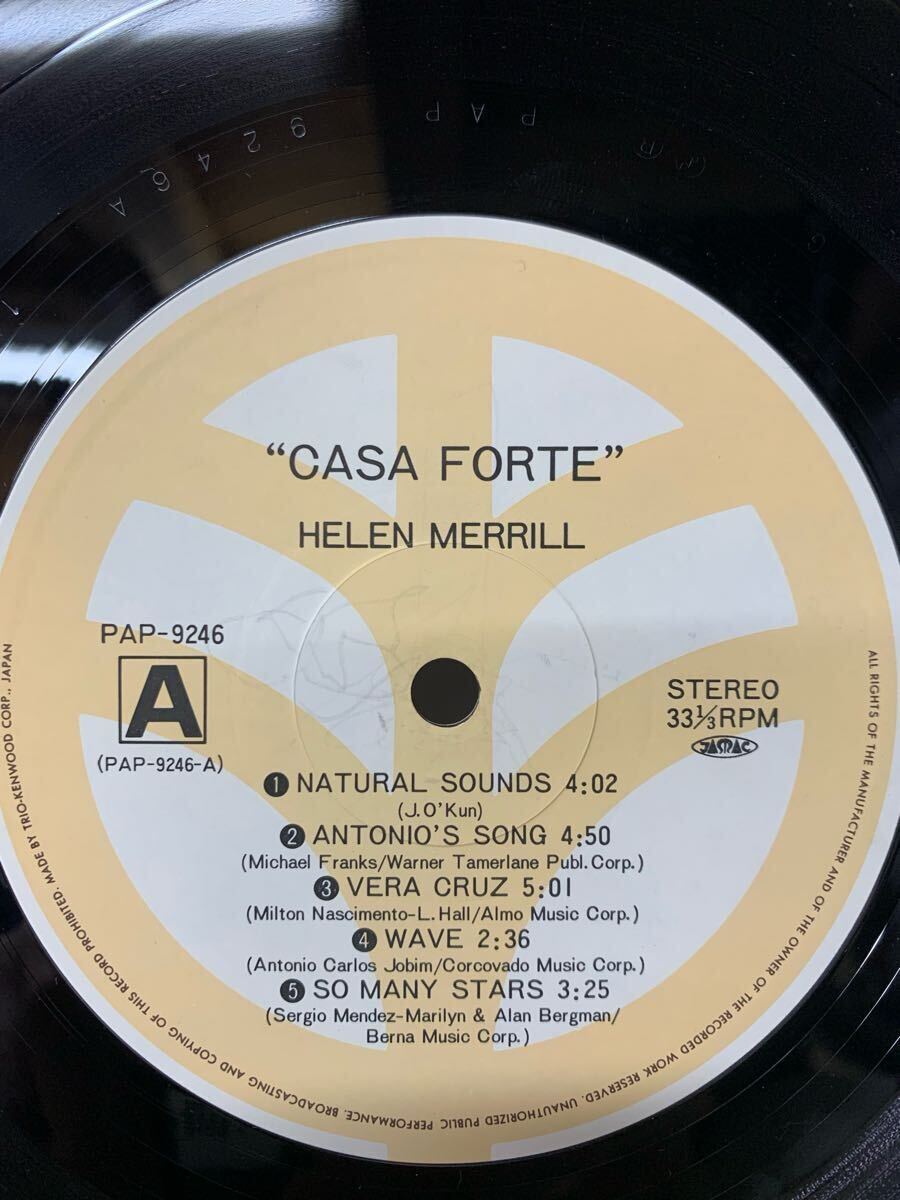 PAP 9246 A
“CASA FORTE”
HELEN MERRILL
PAP-9246
A
(PAP-9246-A)
STEREO
33⅓RPM
JASRAC
❶ NATURAL SOUNDS 4:02
(J.O'Kun)
❷ ANTONIO'S SONG 4:50
(Michael Franks/Warner Tamerlane Publ.Corp.)
❸ VERA CRUZ 5:01
(Milton Nascimento-L.Hall/Almo Music Corp.)
❹ WAVE 2:36
(Antonio Carlos Jobim/Corcovado Music Corp.)
❺ SO MANY STARS 3:25
(Sergio Mendez-Marilyn & Alan Bergman/
Berna Music Corp.)
ALL RIGHTS OF THE MANUFACTURER AND OF THE OWNER OF THE RECORDED WORK RESERVED. UNAUTHORIZED PUBLIC PERFORMANCE. BROADCASTING AND COPYING OF THIS RECORD PROHIBITED. MADE BY TRIO-KENWOOD CORP., JAPAN